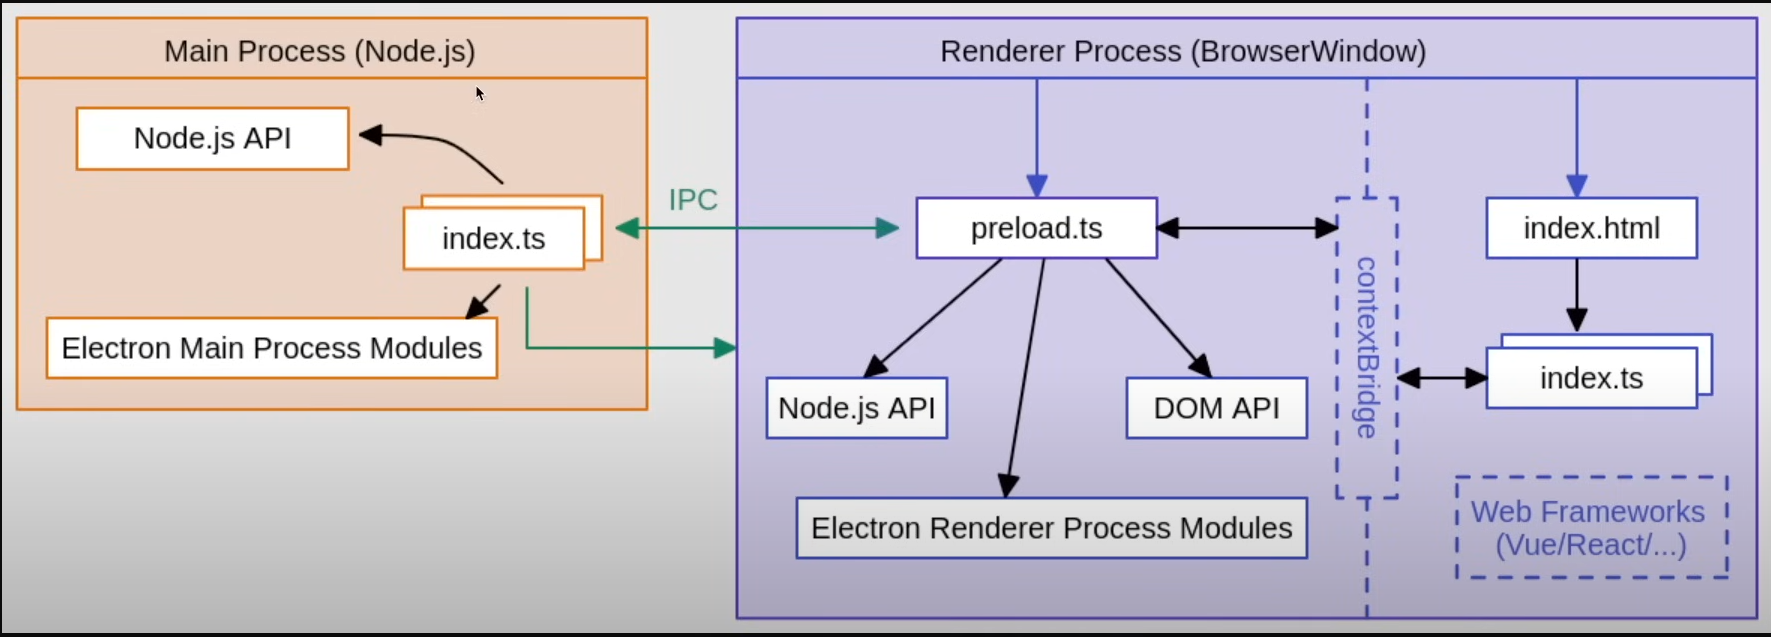 Main Process (Node.js)
Node.js API
index.ts
Electron Main Process Modules
IPC
Renderer Process (BrowserWindow)
preload.ts
contextBridge
index.html
index.ts
Node.js API
DOM API
Electron Renderer Process Modules
Web Frameworks
(Vue/React/...)